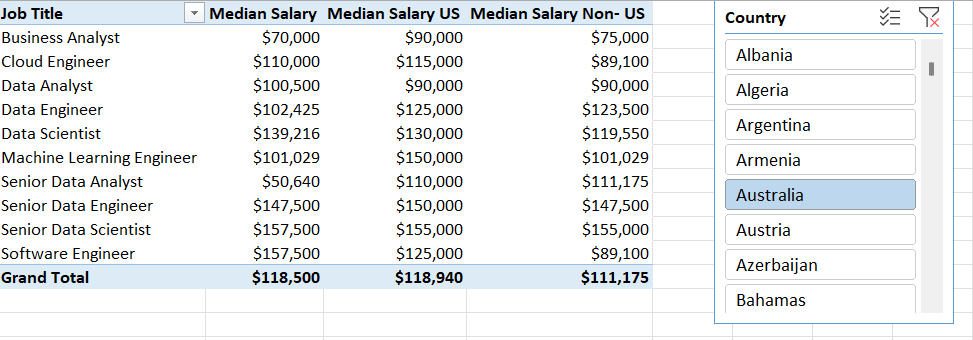 Job Title Median Salary Median Salary US Median Salary Non- US
Business Analyst $70,000 $90,000 $75,000
Cloud Engineer $110,000 $115,000 $89,100
Data Analyst $100,500 $90,000 $90,000
Data Engineer $102,425 $125,000 $123,500
Data Scientist $139,216 $130,000 $119,550
Machine Learning Engineer $101,029 $150,000 $101,029
Senior Data Analyst $50,640 $110,000 $111,175
Senior Data Engineer $147,500 $150,000 $147,500
Senior Data Scientist $157,500 $155,000 $155,000
Software Engineer $157,500 $125,000 $89,100
Grand Total $118,500 $118,940 $111,175
Country
Albania
Algeria
Argentina
Armenia
Australia
Austria
Azerbaijan
Bahamas